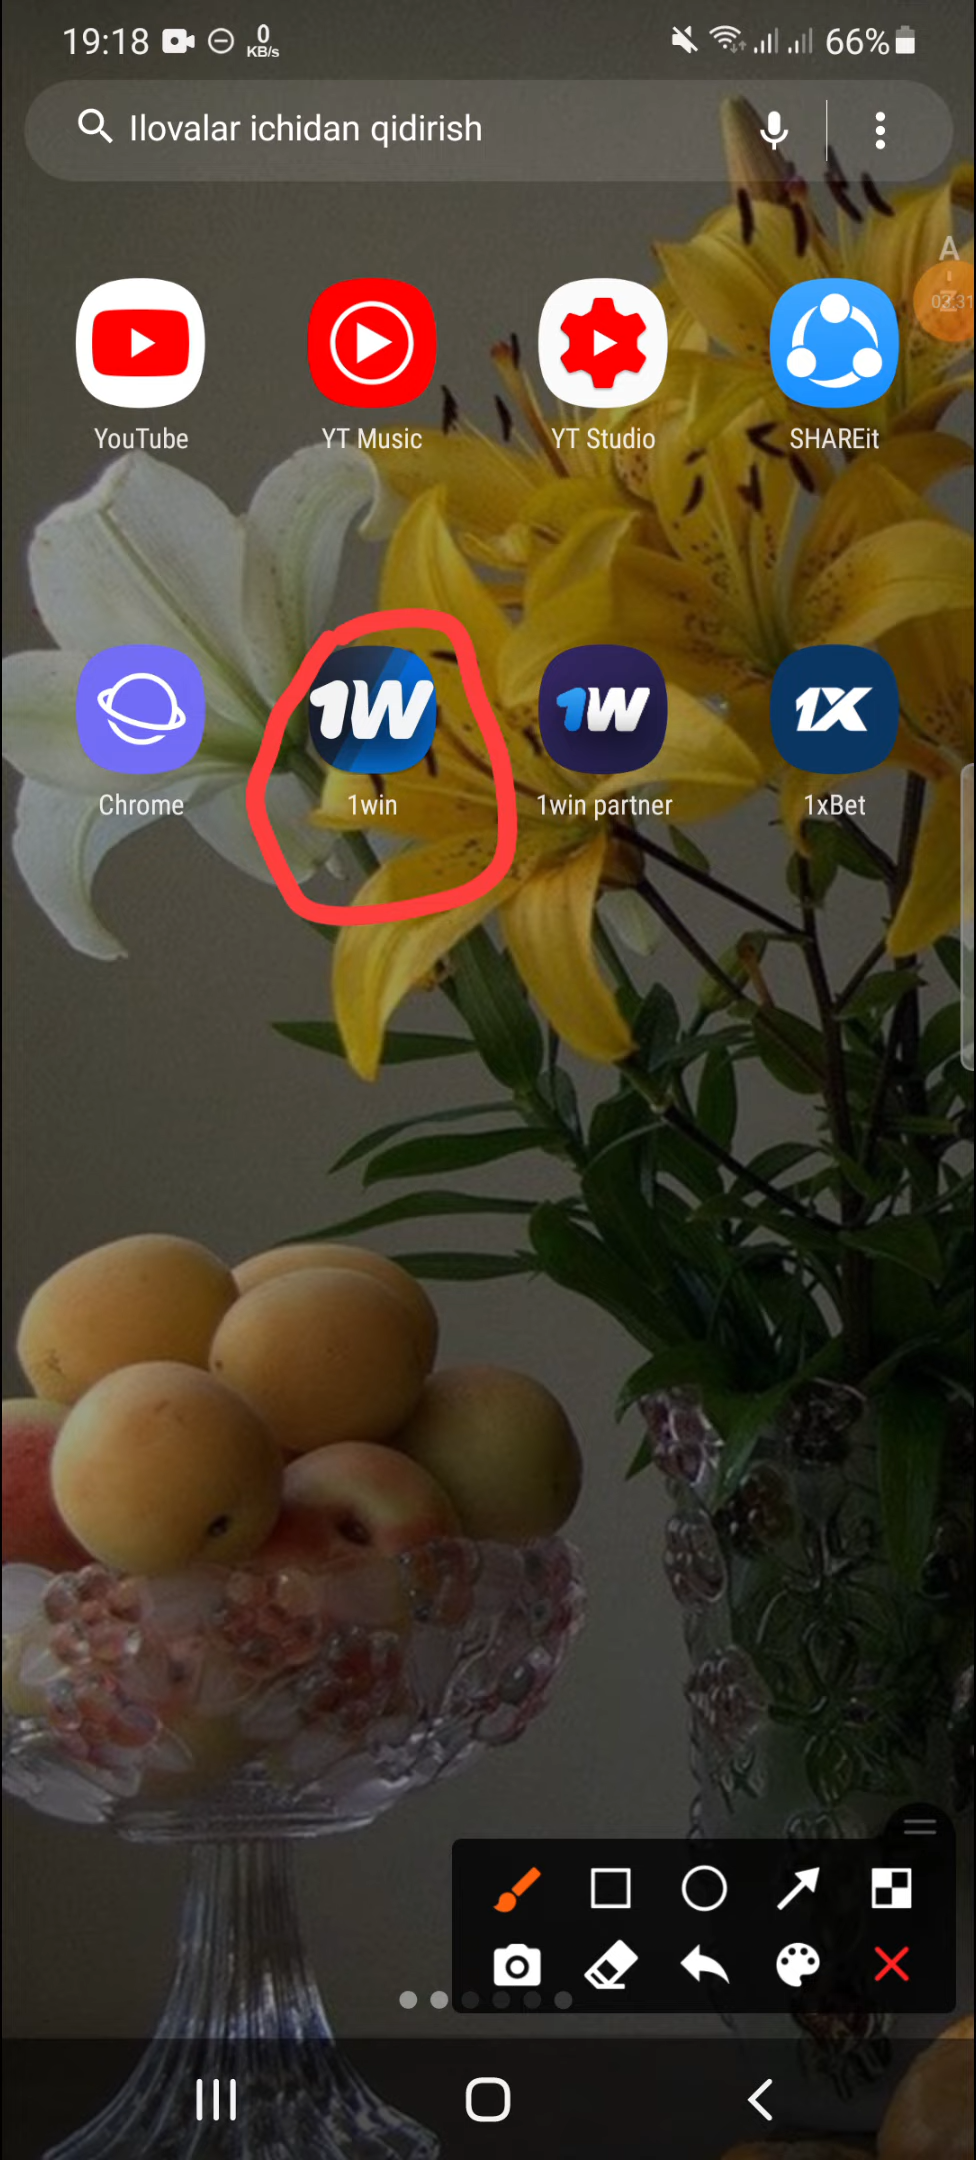 19:18 0 KB/s 66%
Ilovalar ichidan qidirish
A
YouTube YT Music YT Studio SHAREit
1W 1W 1X
Chrome 1win 1win partner 1xBet